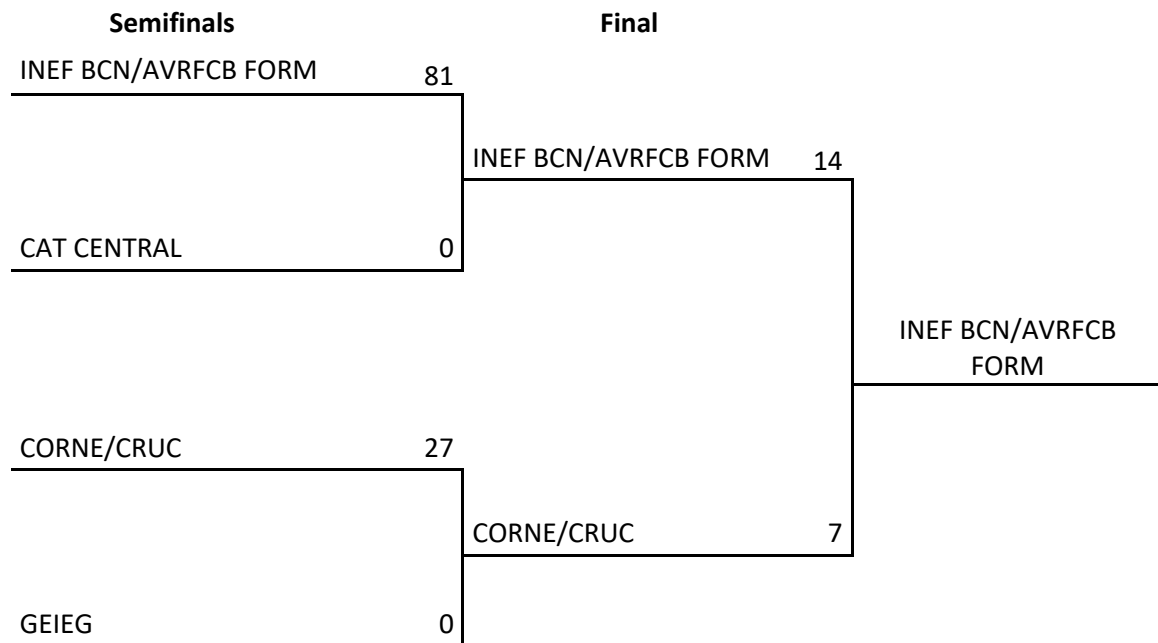 Semifinals Final
INEF BCN/AVRFCB FORM 81
INEF BCN/AVRFCB FORM 14
CAT CENTRAL 0
INEF BCN/AVRFCB
FORM
CORNE/CRUC 27
CORNE/CRUC 7
GEIEG 0